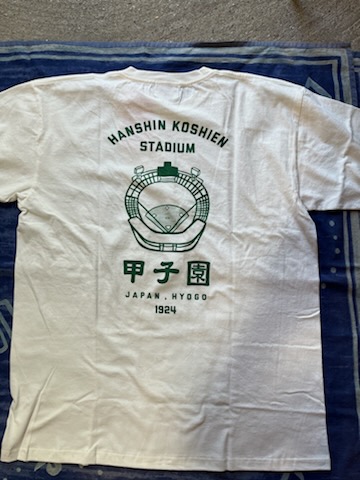 HANSHIN KOSHIEN
STADIUM
甲子園
JAPAN, HYOGO
1924